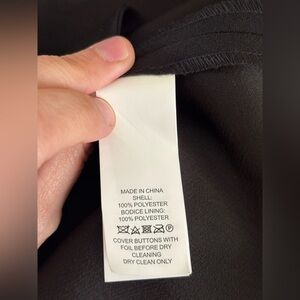 MADE IN CHINA
SHELL:
100% POLYESTER
BODICE LINING:
100% POLYESTER
COVER BUTTONS WITH
FOIL BEFORE DRY
CLEANING
DRY CLEAN ONLY